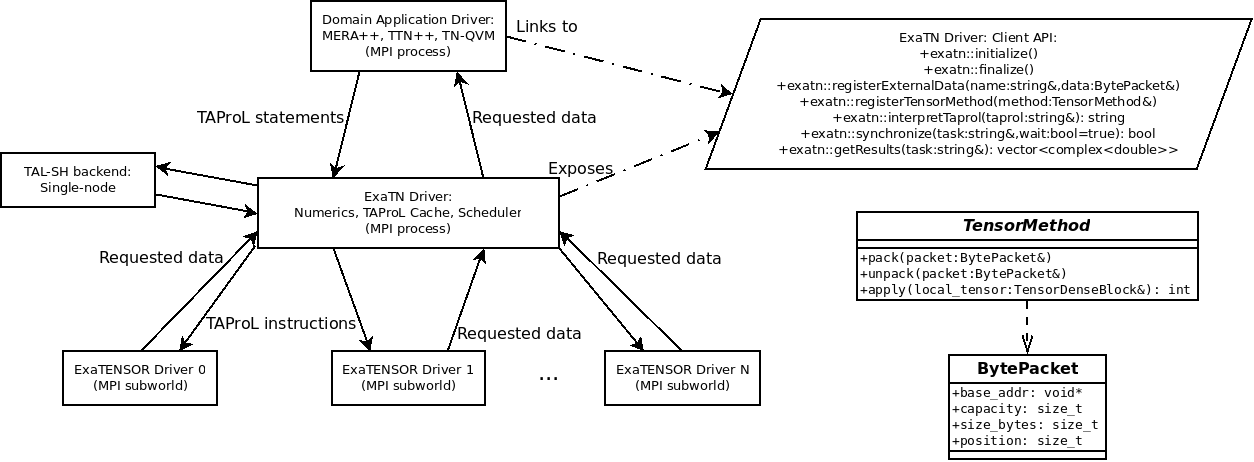 Domain Application Driver:
MERA++, TTN++, TN-QVM
(MPI process)
Links to
ExaTN Driver: Client API:
+exatn::initialize()
+exatn::finalize()
+exatn::registerExternalData(name:string&,data:BytePacket&)
+exatn::registerTensorMethod(method:TensorMethod&)
+exatn::interpretTaprol(taprol:string&): string
+exatn::synchronize(task:string&,wait:bool=true): bool
+exatn::getResults(task:string&): vector<complex<double>>
TAProL statements
Requested data
Exposes
TAL-SH backend:
Single-node
ExaTN Driver:
Numerics, TAProL Cache, Scheduler
(MPI process)
Requested data
Requested data
TAProL instructions
Requested data
ExaTENSOR Driver 0
(MPI subworld)
ExaTENSOR Driver 1
(MPI subworld)
...
ExaTENSOR Driver N
(MPI subworld)
TensorMethod
+pack(packet:BytePacket&)
+unpack(packet:BytePacket&)
+apply(local_tensor:TensorDenseBlock&): int
BytePacket
+base_addr: void*
+capacity: size_t
+size_bytes: size_t
+position: size_t